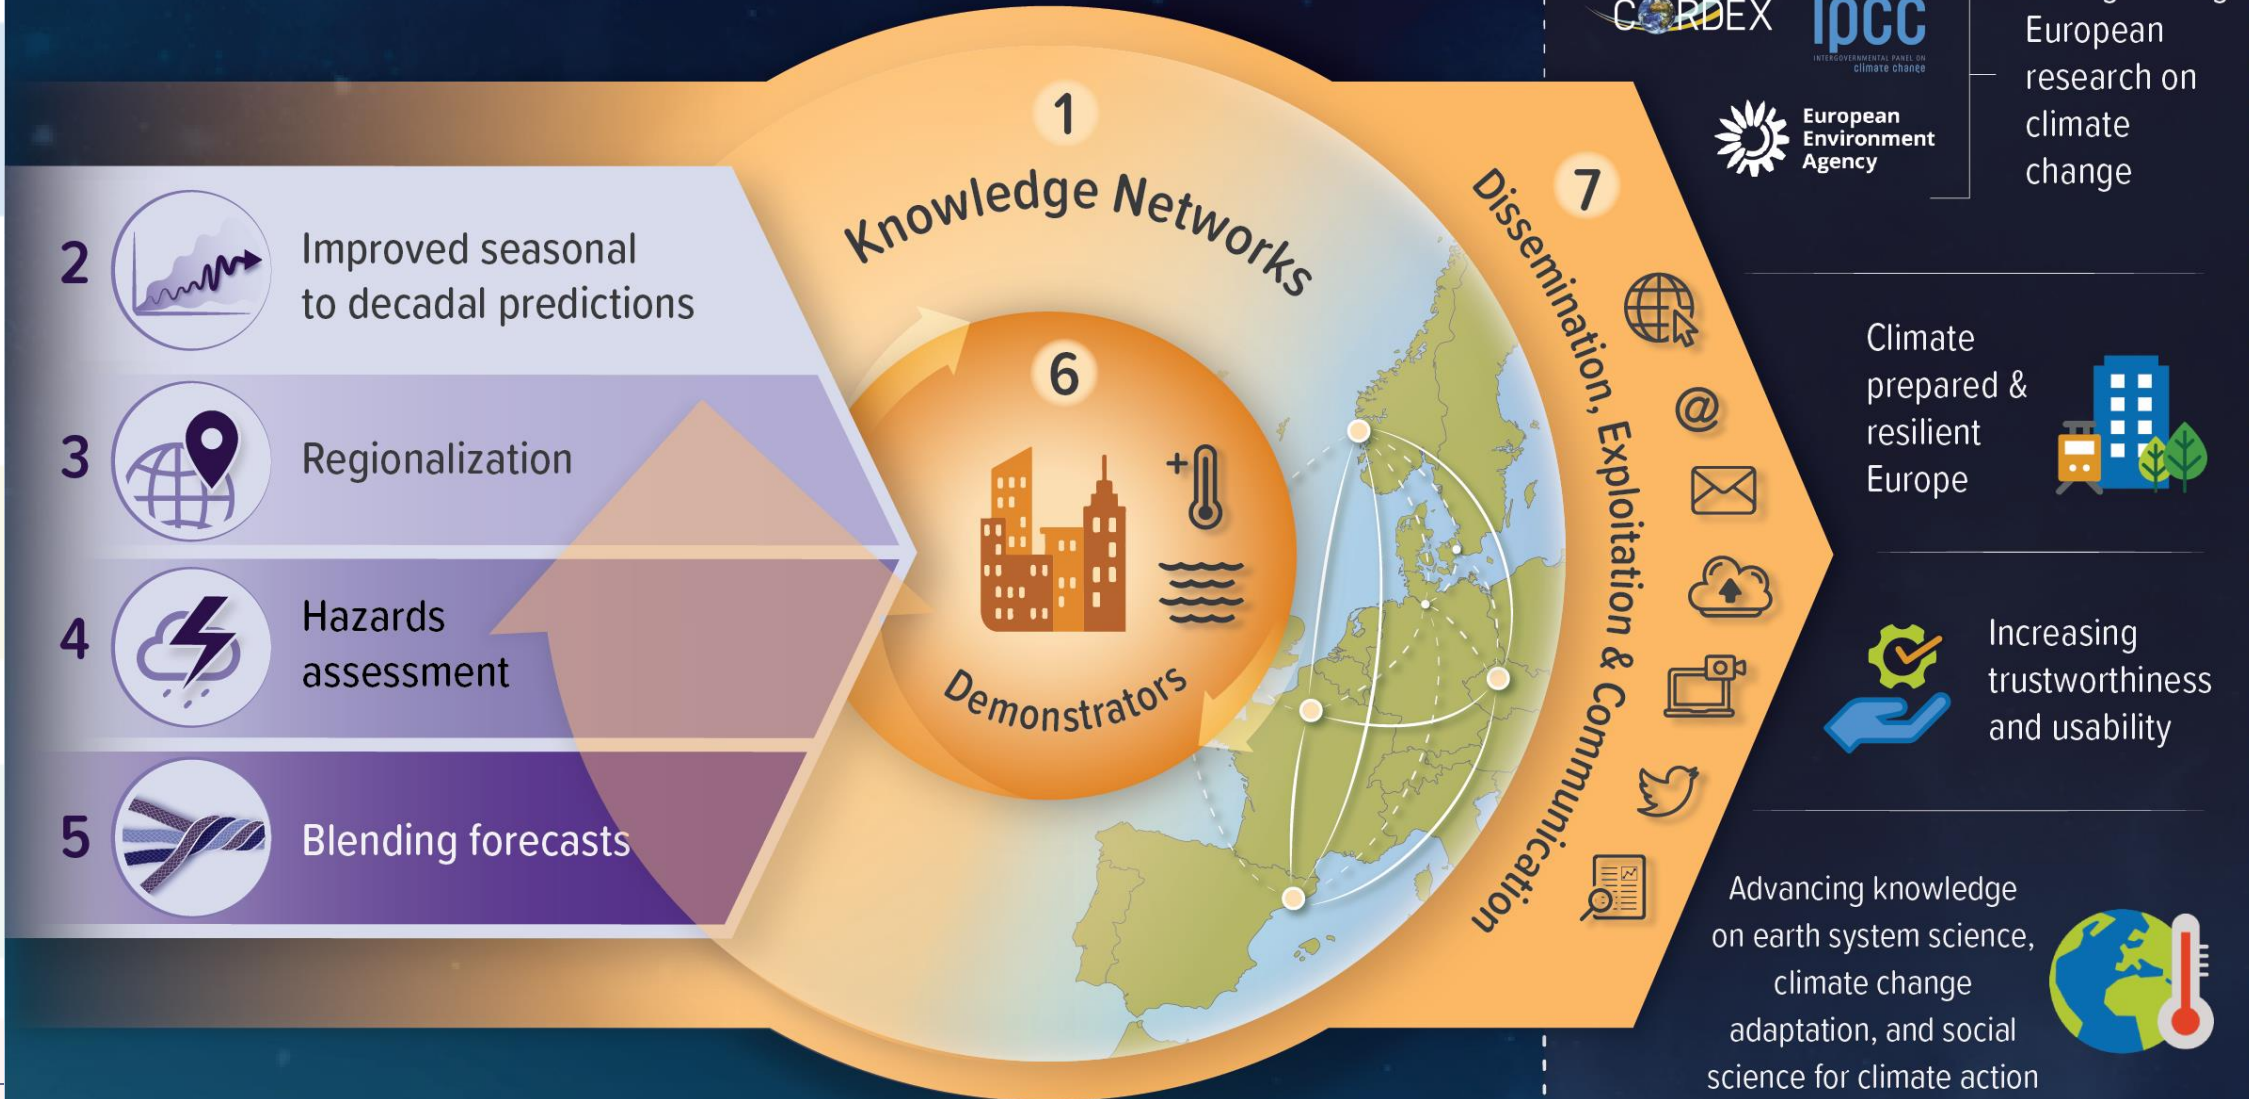 1
Knowledge Networks
2
Improved seasonal
to decadal predictions
3
Regionalization
4
Hazards
assessment
5
Blending forecasts
6
Demonstrators
7
Dissemination, Exploitation & Communication
@
CORDEX
ipcc
INTERGOVERNMENTAL PANEL ON
climate change
European
Environment
Agency
European
research on
climate
change
Climate
prepared &
resilient
Europe
Increasing
trustworthiness
and usability
Advancing knowledge
on earth system science,
climate change
adaptation, and social
science for climate action